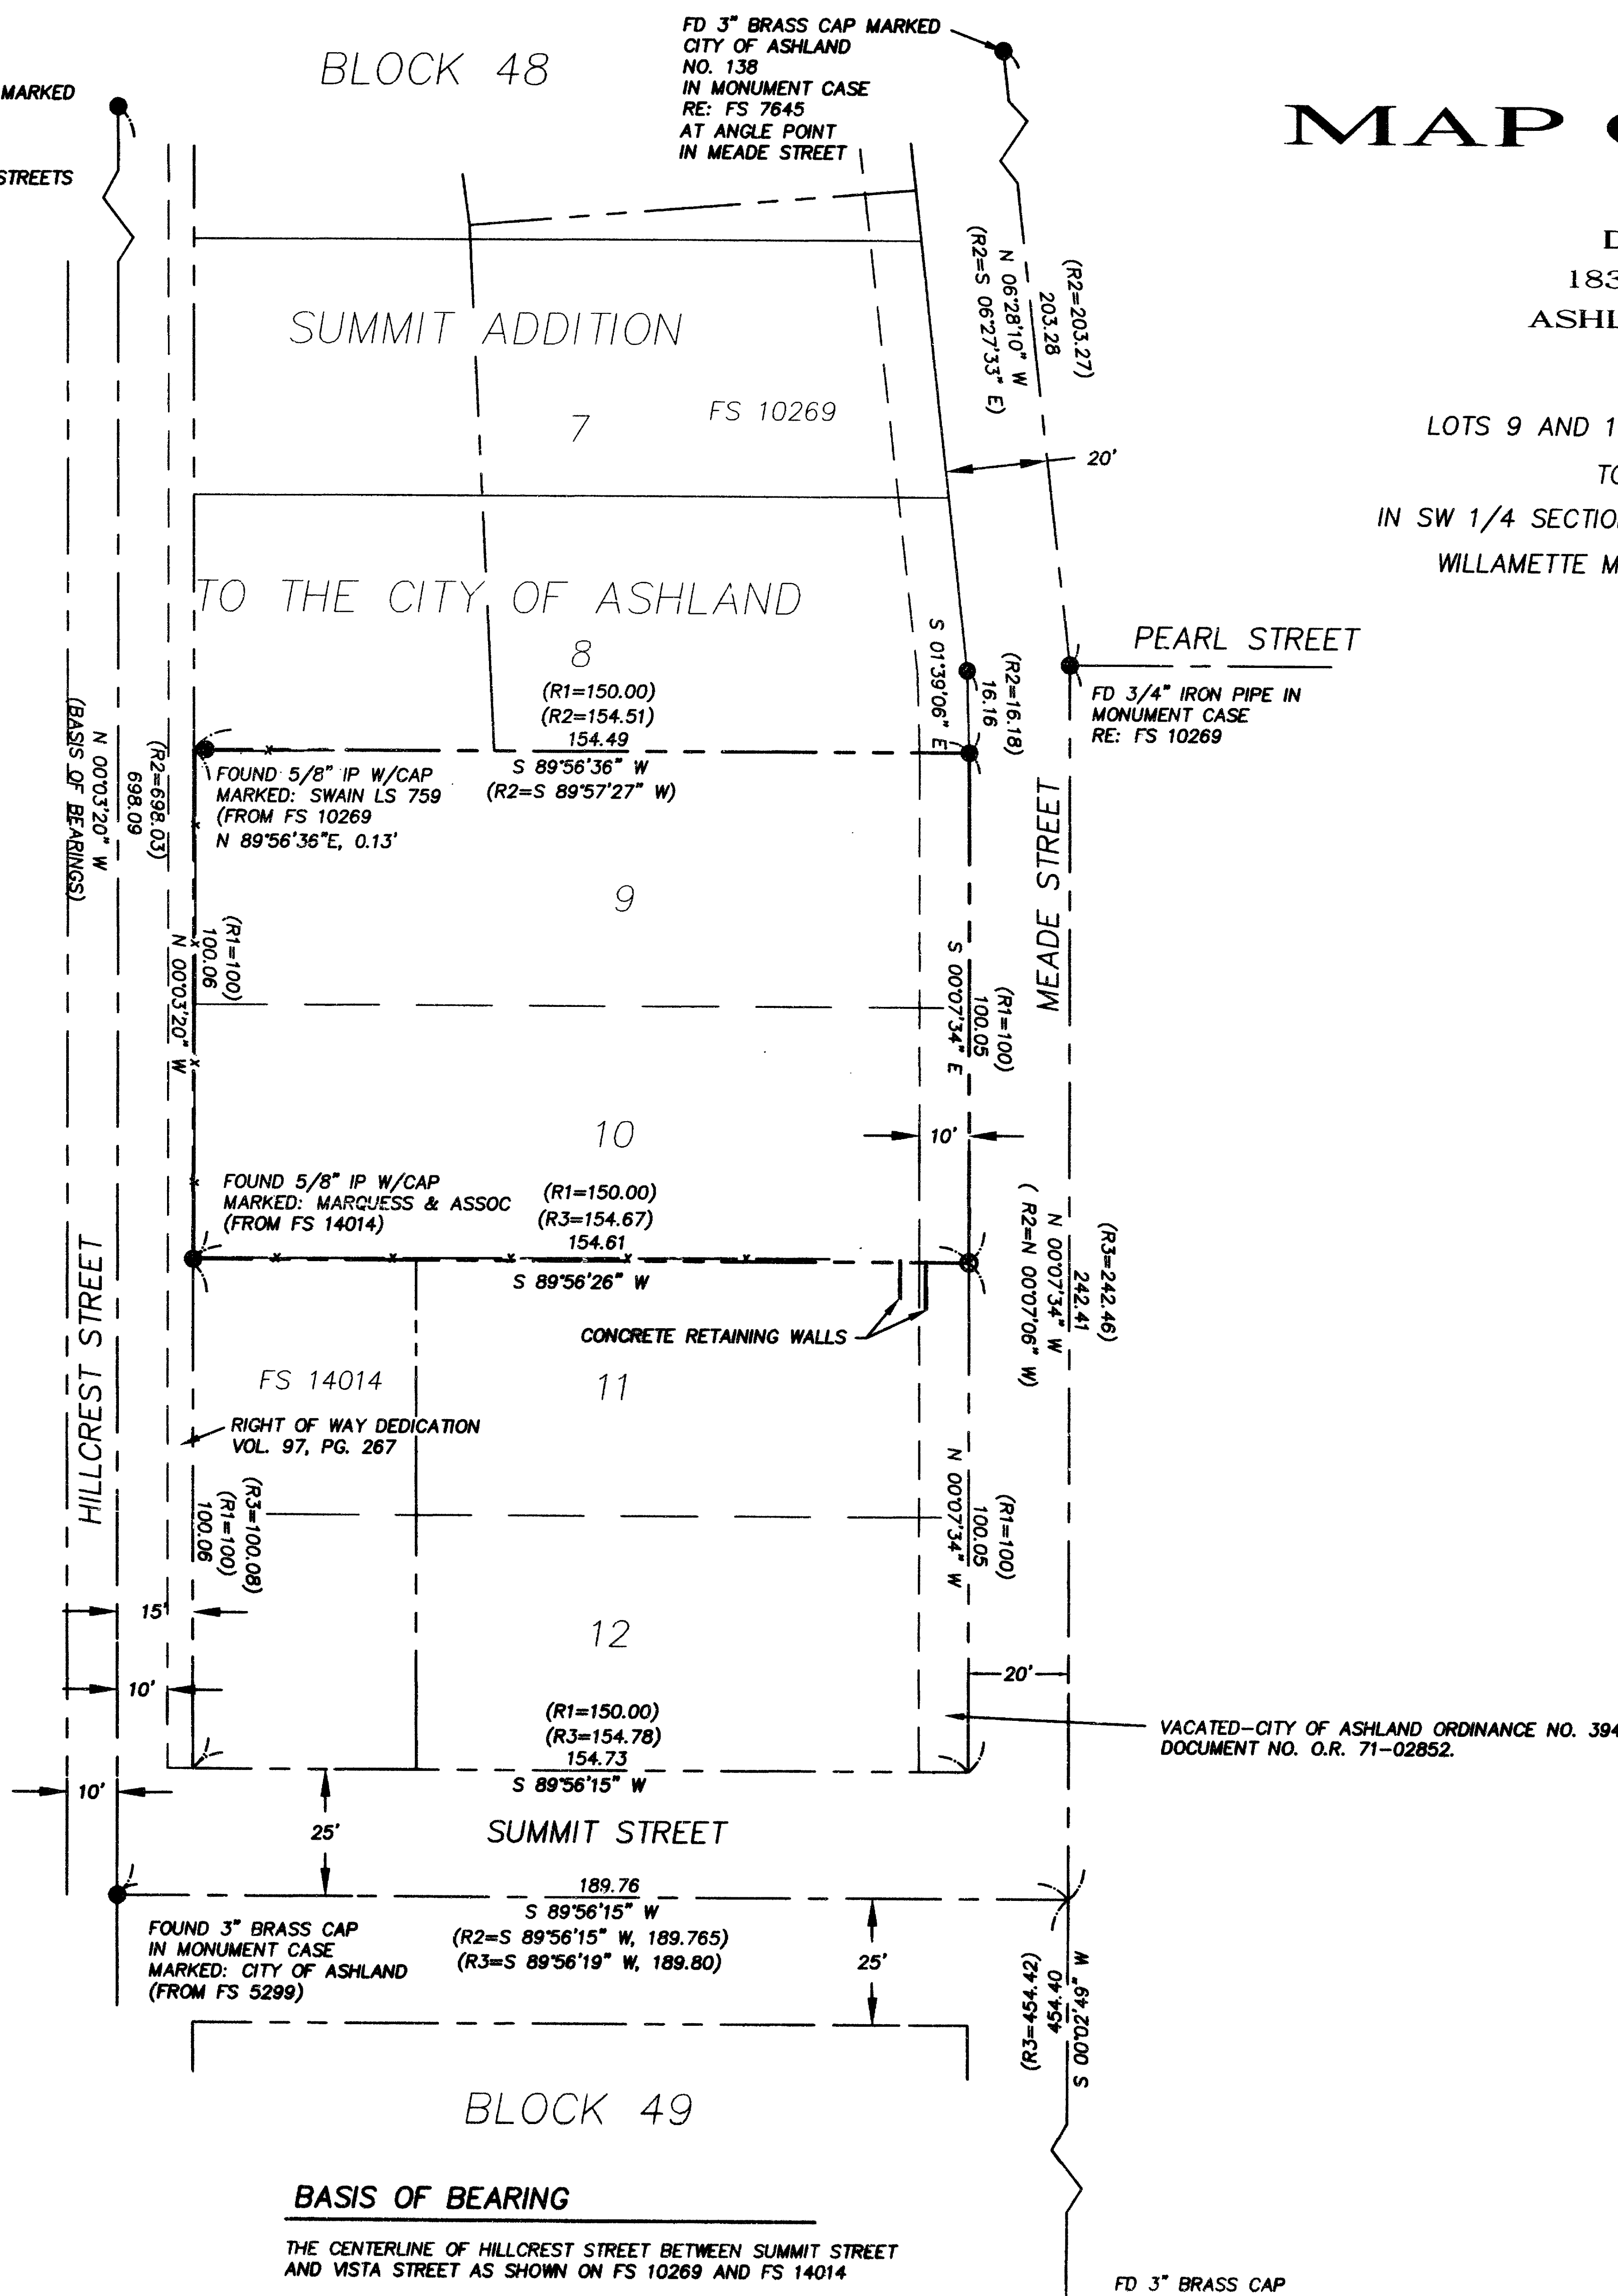 BLOCK 48
FD 3" BRASS CAP MARKED
CITY OF ASHLAND
NO. 138
IN MONUMENT CASE
RE: FS 7645
AT ANGLE POINT
IN MEADE STREET
MARKED
STREETS
MAP
183
ASHL
LOTS 9 AND 1
TO
IN SW 1/4 SECTIO
WILLAMETTE M
SUMMIT ADDITION
7
FS 10269
(R2=203.27)
203.28
N 06°28'10" W
(R2=S 06°27'33" E)
20'
TO THE CITY OF ASHLAND
8
(R1=150.00)
(R2=154.51)
154.49
S 89°56'36" W
(R2=S 89°57'27" W)
S 01°39'06" E
(R2=16.18)
16.16
PEARL STREET
FD 3/4" IRON PIPE IN
MONUMENT CASE
RE: FS 10269
FOUND 5/8" IP W/CAP
MARKED: SWAIN LS 759
(FROM FS 10269
N 89°56'36"E, 0.13'
(R2=698.03)
698.09
N 00°03'20" W
(BASIS OF BEARINGS)
MEADE STREET
9
(R1=100)
100.06
N 00°03'20" W
(R1=100)
100.05
S 00°07'34" E
10
10'
FOUND 5/8" IP W/CAP
MARKED: MARQUESS & ASSOC
(FROM FS 14014)
(R1=150.00)
(R3=154.67)
154.61
S 89°56'26" W
(R3=242.46)
242.41
N 00°07'34" W
( R2=N 00°07'06" W)
CONCRETE RETAINING WALLS
HILLCREST STREET
FS 14014
11
RIGHT OF WAY DEDICATION
VOL. 97, PG. 267
(R3=100.08)
(R1=100)
100.06
(R1=100)
100.05
N 00°07'34" W
15'
12
10'
20'
(R1=150.00)
(R3=154.78)
154.73
S 89°56'15" W
VACATED-CITY OF ASHLAND ORDINANCE NO. 394
DOCUMENT NO. O.R. 71-02852.
10'
25'
SUMMIT STREET
189.76
S 89°56'15" W
(R2=S 89°56'15" W, 189.765)
(R3=S 89°56'19" W, 189.80)
25'
FOUND 3" BRASS CAP
IN MONUMENT CASE
MARKED: CITY OF ASHLAND
(FROM FS 5299)
(R3=454.42)
454.40
S 00°02'49" W
BLOCK 49
BASIS OF BEARING
THE CENTERLINE OF HILLCREST STREET BETWEEN SUMMIT STREET
AND VISTA STREET AS SHOWN ON FS 10269 AND FS 14014
FD 3" BRASS CAP